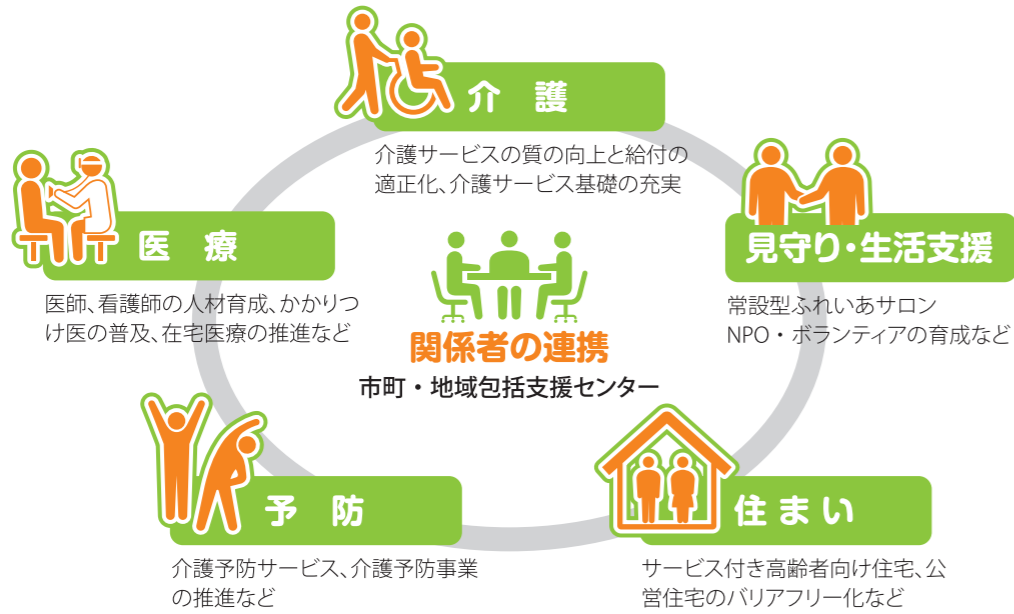 介護
介護サービスの質の向上と給付の
適正化、介護サービス基礎の充実
医療
医師、看護師の人材育成、かかりつ
け医の普及、在宅医療の推進など
見守り・生活支援
常設型ふれいあサロン
NPO・ボランティアの育成など
関係者の連携
市町・地域包括支援センター
予防
介護予防サービス、介護予防事業
の推進など
住まい
サービス付き高齢者向け住宅、公
営住宅のバリアフリー化など